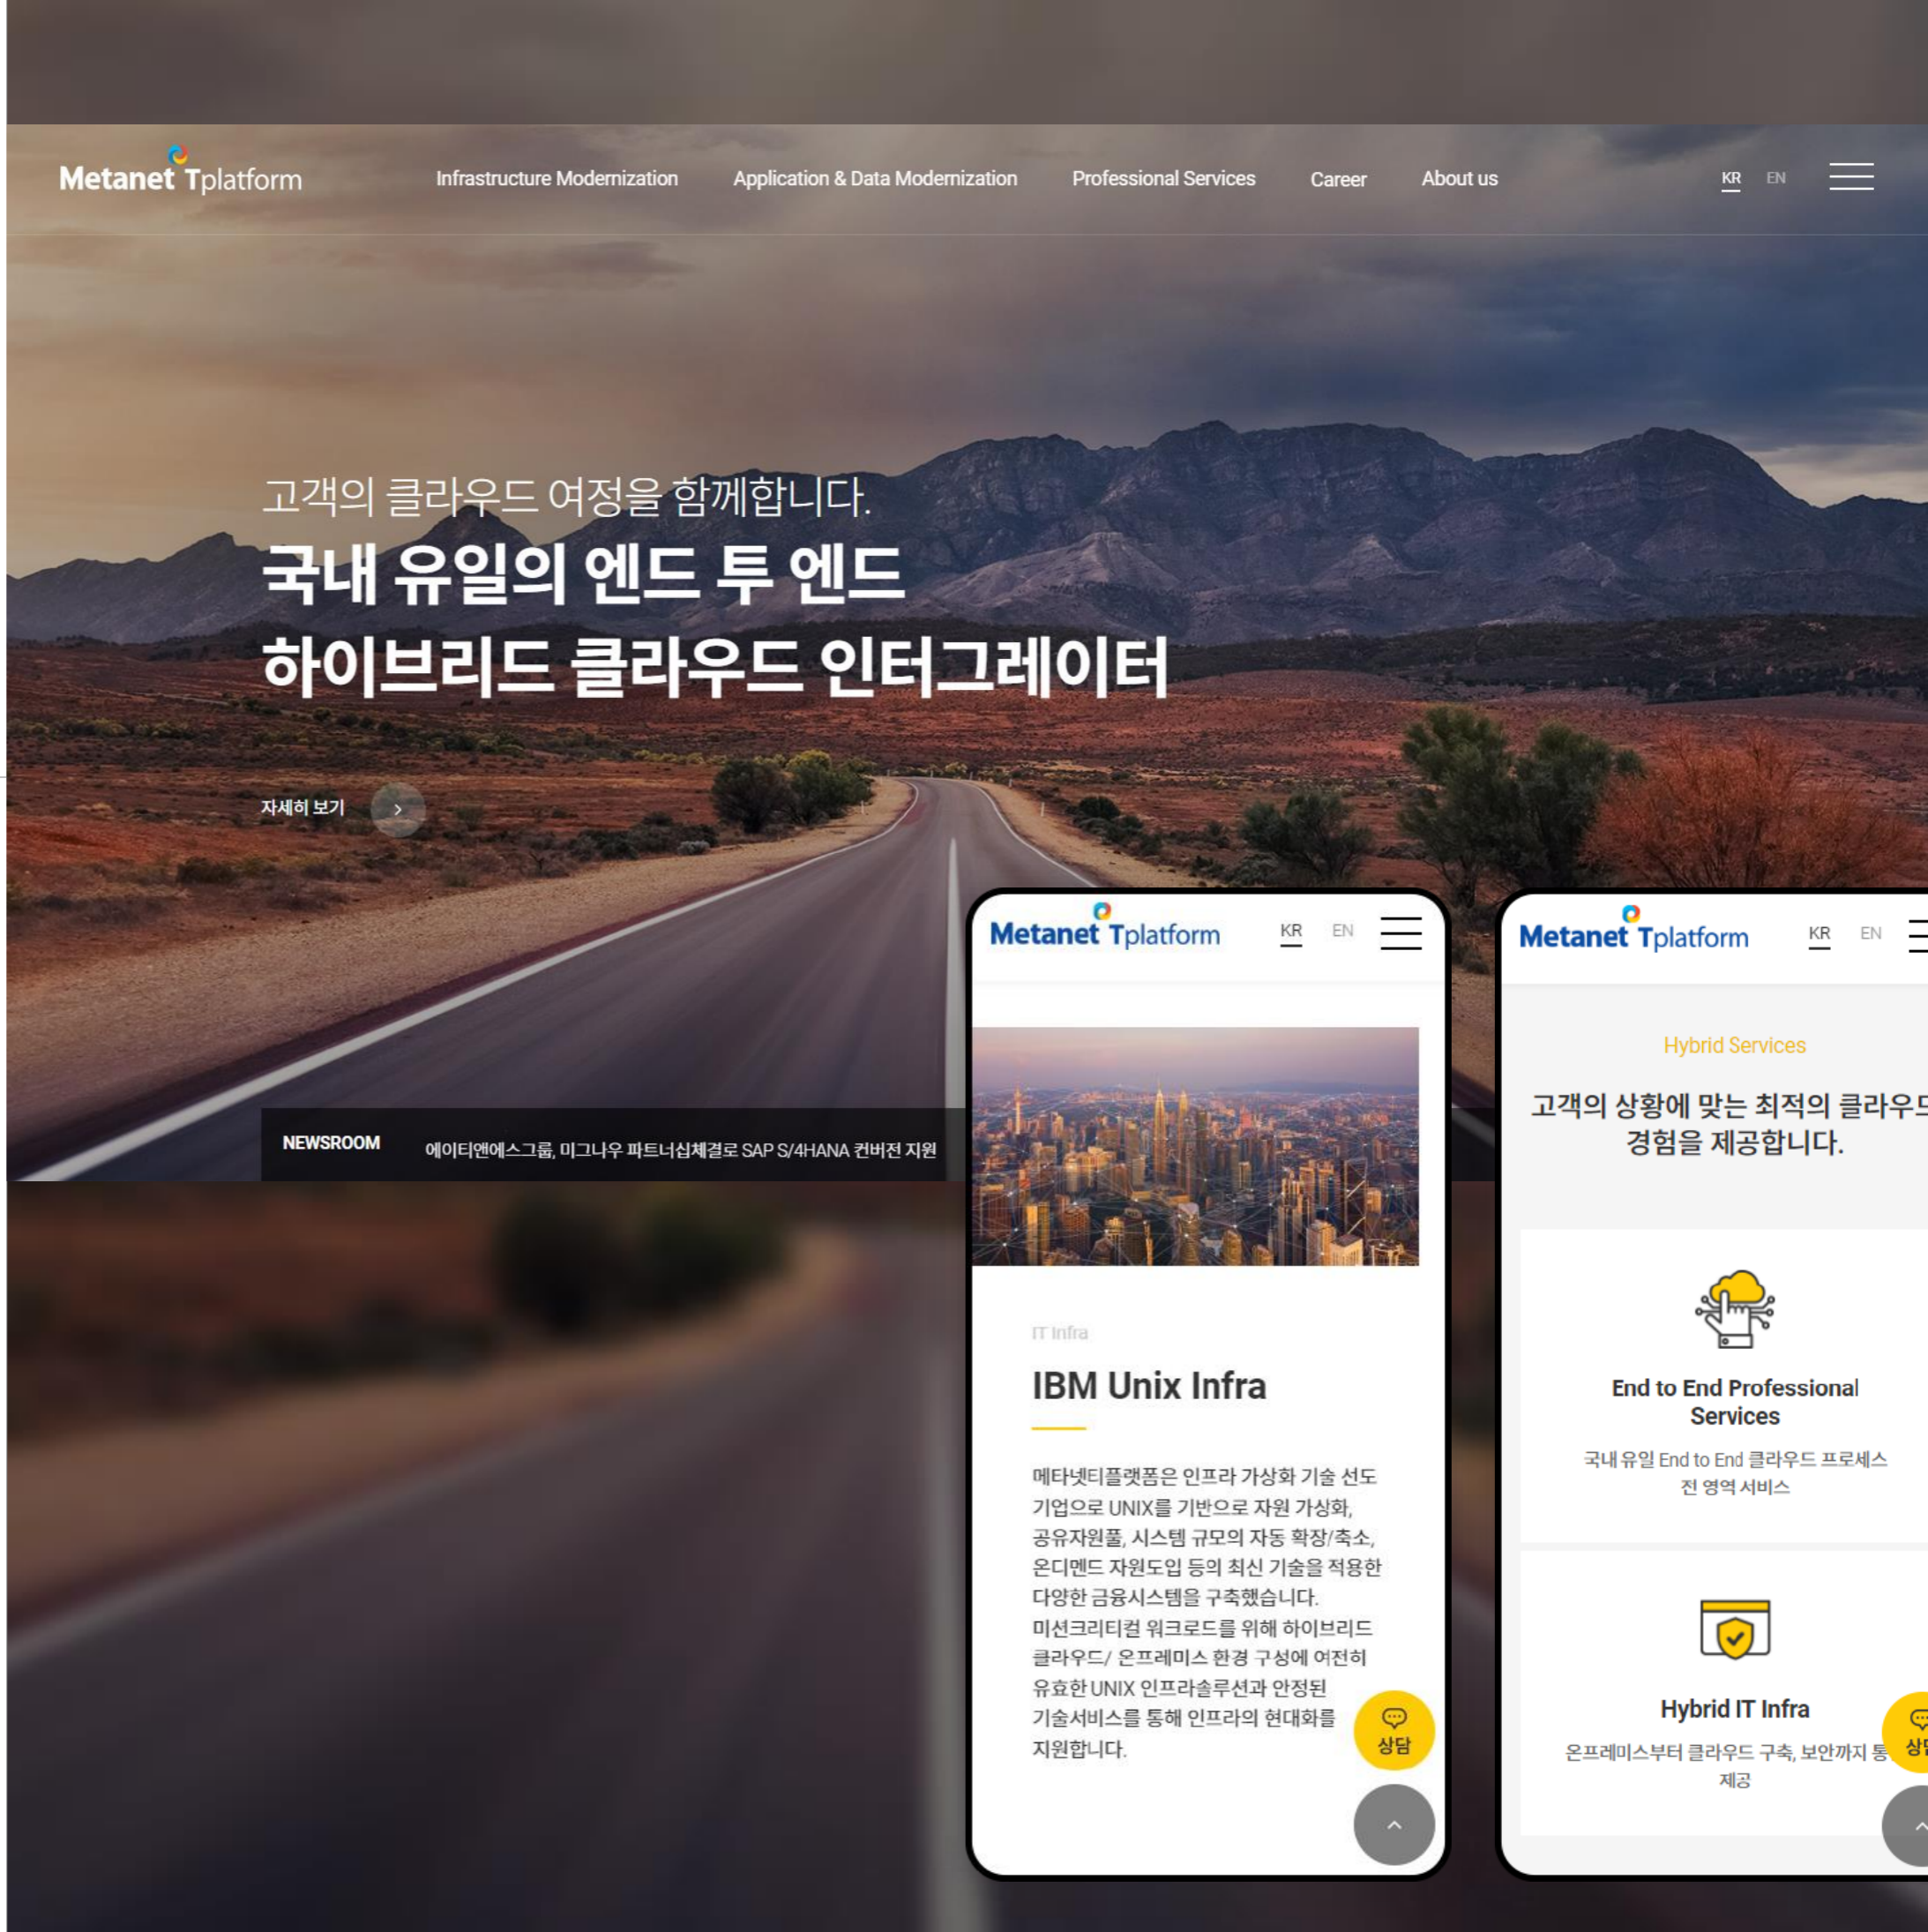 Metanet Tplatform
Infrastructure Modernization
Application & Data Modernization
Professional Services
Career
About us
KR
EN
고객의 클라우드 여정을 함께합니다.
국내 유일의 엔드 투 엔드
하이브리드 클라우드 인터그레이터
자세히 보기
NEWSROOM
에이티앤에스그룹, 미그나우 파트너십체결로 SAP S/4HANA 컨버전 지원
Metanet Tplatform
KR
EN
IT Infra
IBM Unix Infra
메타넷티플랫폼은 인프라 가상화 기술 선도
기업으로 UNIX를 기반으로 자원 가상화,
공유자원풀, 시스템 규모의 자동 확장/축소,
온디멘드 자원도입 등의 최신 기술을 적용한
다양한 금융시스템을 구축했습니다.
미션크리티컬 워크로드를 위해 하이브리드
클라우드/ 온프레미스 환경 구성에 여전히
유효한 UNIX 인프라솔루션과 안정된
기술서비스를 통해 인프라의 현대화를
지원합니다.
상담
Metanet Tplatform
KR
EN
Hybrid Services
고객의 상황에 맞는 최적의 클라우드
경험을 제공합니다.
End to End Professional
Services
국내 유일 End to End 클라우드 프로세스
전 영역 서비스
Hybrid IT Infra
온프레미스부터 클라우드 구축, 보안까지
제공